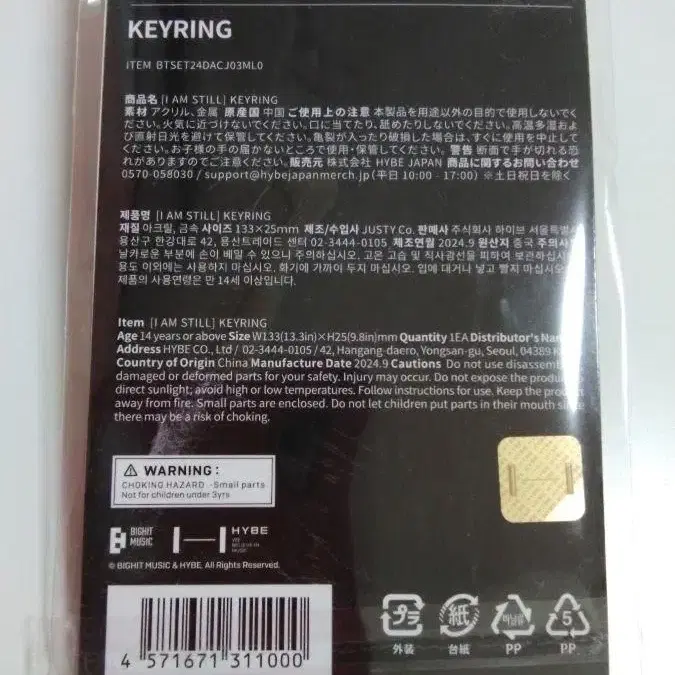 KEYRING
ITEM BTSET24DACJ03ML0
商品名 [I AM STILL] KEYRING
素材 アクリル、金属 原産国 中国 ご使用上の注意 本製品を用途以外の目的で使用しないでく
ださい。火気に近づけないでください。口に当てたり、舐めたりしないでください。高温多湿およ
び直射日光を避けて保管してください。亀裂が入ったり破損した場合は、すぐに使用を中止して
ください。お子様の手の届かないところで使用・保管してください。警告 断面で手が切れる恐
れがありますのでご注意ください。販売元 株式会社 HYBE JAPAN 商品に関するお問い合わせ
0570-058030 / support@hybejapanmerch.jp (平日 10:00 - 17:00) ※土日祝日を除く
제품명 [I AM STILL] KEYRING
재질 아크릴, 금속 사이즈 133×25mm 제조/수입사 JUSTY Co. 판매사 주식회사 하이브 서울특별시
용산구 한강대로 42, 용산트레이드 센터 02-3444-0105 제조연월 2024.9 원산지 중국 주의사항
날카로운 부분에 손이 베일 수 있으니 주의하십시오. 고온 고습 및 직사광선을 피하여 보관하십시
용도 이외에는 사용하지 마십시오. 화기에 가까이 두지 마십시오. 입에 대거나 넣고 빨지 마십시오.
제품의 사용연령은 만 14세 이상입니다.
Item [I AM STILL] KEYRING
Age 14 years or above Size W133(13.3in)×H25(9.8in)mm Quantity 1EA Distributor's Name
Address HYBE CO., Ltd / 02-3444-0105 / 42, Hangang-daero, Yongsan-gu, Seoul, 04389
Country of Origin China Manufacture Date 2024.9 Cautions Do not use disassembl
damaged or deformed parts for your safety. Injury may occur. Do not expose the produ
direct sunlight; avoid high or low temperatures. Follow instructions for use. Keep the product
away from fire. Small parts are enclosed. Do not let children put parts in their mouth since
there may be a risk of choking.
WARNING :
CHOKING HAZARD -Small parts
Not for children under 3yrs
BIGHIT
MUSIC
HYBE
WE
BELIEVE IN
MUSIC
© BIGHIT MUSIC & HYBE. All Rights Reserved.
4 571671 311000
プラ 紙 비닐류 5
外装 台紙 PP PP